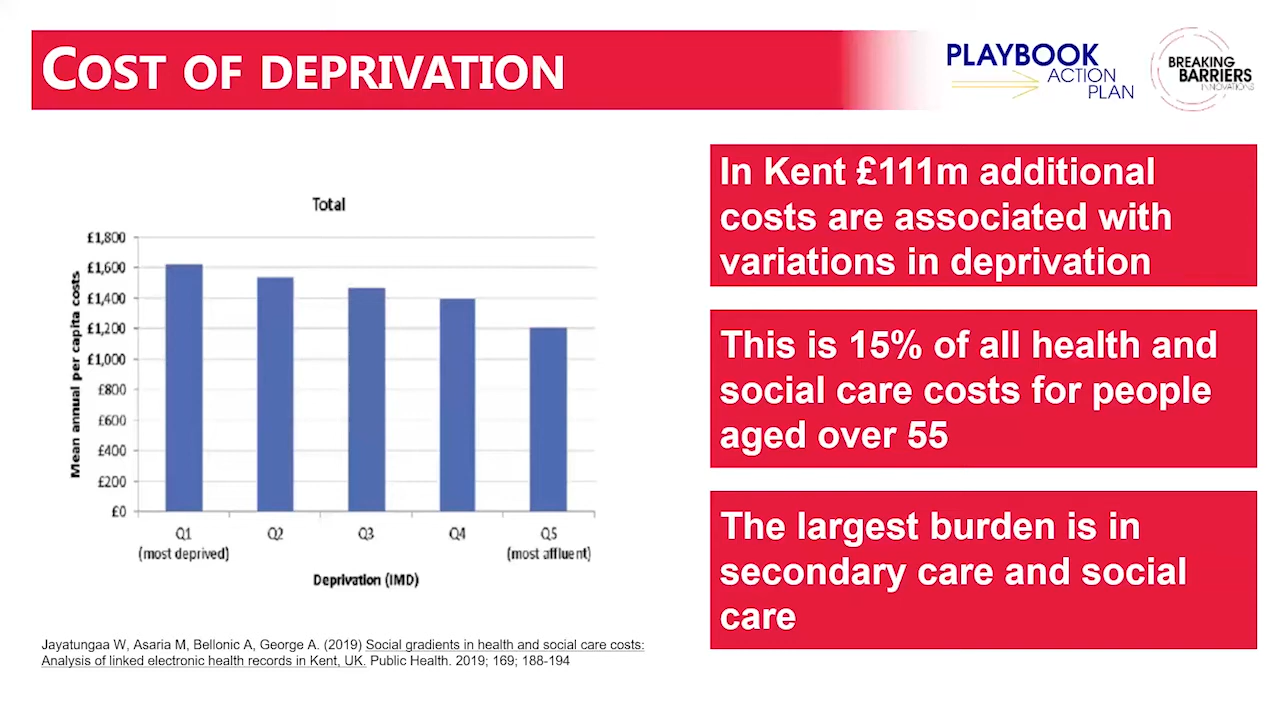 COST OF DEPRIVATION
PLAYBOOK
ACTION
PLAN
BREAKING
BARRIERS
INNOVATIONS
Total
£1,800
£1,600
£1,400
£1,200
£1,000
£800
£600
£400
£200
£0
Mean annual per capita costs
Q1
(most deprived)
Q2
Q3
Q4
Q5
(most affluent)
Deprivation (IMD)
Jayatungaa W, Asaria M, Bellonic A, George A. (2019) Social gradients in health and social care costs:
Analysis of linked electronic health records in Kent, UK. Public Health. 2019; 169; 188-194
In Kent £111m additional
costs are associated with
variations in deprivation
This is 15% of all health and
social care costs for people
aged over 55
The largest burden is in
secondary care and social
care